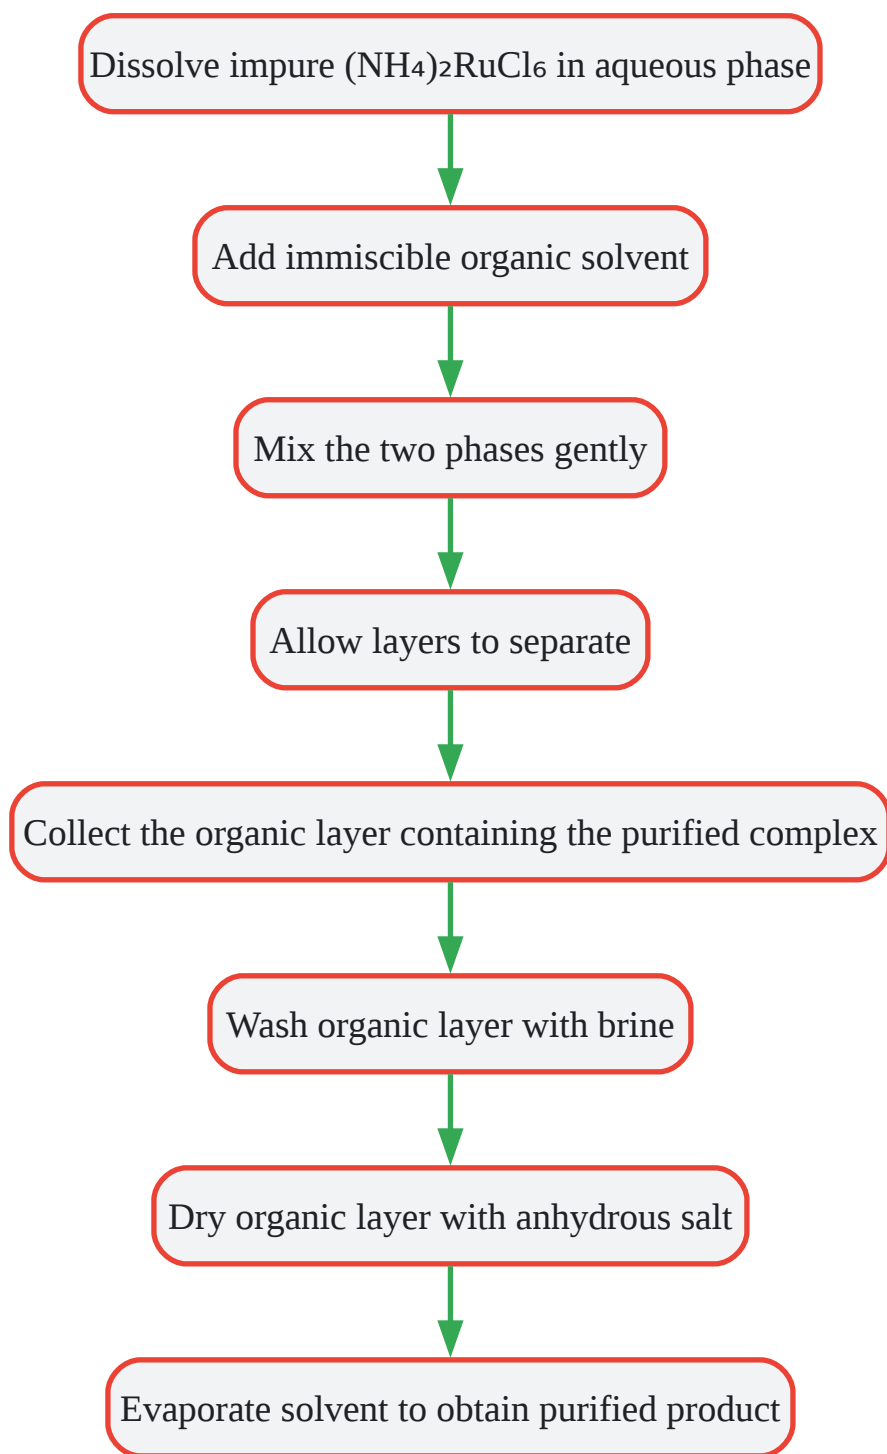 Dissolve impure (NH₄)₂RuCl₆ in aqueous phase
Add immiscible organic solvent
Mix the two phases gently
Allow layers to separate
Collect the organic layer containing the purified complex
Wash organic layer with brine
Dry organic layer with anhydrous salt
Evaporate solvent to obtain purified product